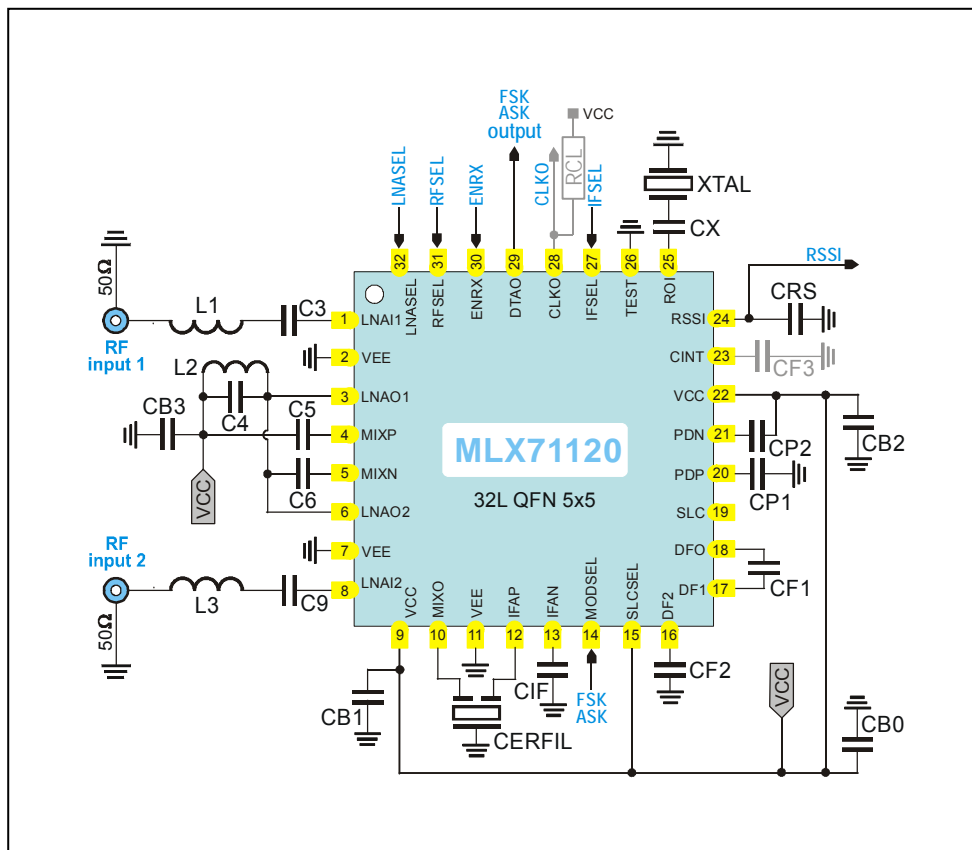 FSK
ASK
output
VCC
LNASEL
RFSEL
ENRX
CLKO
RCL
IFSEL
XTAL
CX
RSSI
32
31
30
29
28
27
26
25
LNASEL
RFSEL
ENRX
DTAO
CLKO
IFSEL
TEST
ROI
50Ω
RF
input 1
L1
C3
1 LNAI1
2 VEE
L2
C4
3 LNAO1
CB3
C5
4 MIXP
5 MIXN
C6
VCC
6 LNAO2
7 VEE
RF
input 2
50Ω
L3
C9
8 LNAI2
MLX71120
32L QFN 5x5
RSSI 24
CRS
CINT 23
CF3
VCC 22
CB2
PDN 21
CP2
PDP 20
CP1
SLC 19
DFO 18
CF1
DF1 17
VCC
MIXO
VEE
IFAP
IFAN
MODSEL
SLCSEL
DF2
9
10
11
12
13
14
15
16
CB1
CERFIL
CIF
FSK
ASK
CF2
VCC
CB0